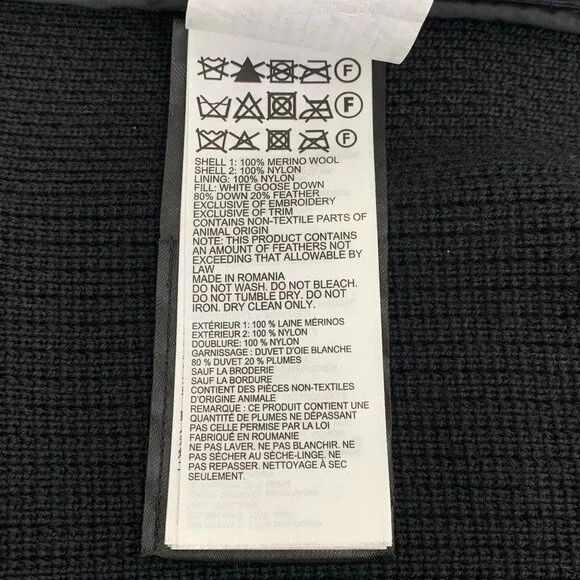 F
F
F
SHELL 1: 100% MERINO WOOL
SHELL 2: 100% NYLON
LINING: 100% NYLON
FILL: WHITE GOOSE DOWN
80% DOWN 20% FEATHER
EXCLUSIVE OF EMBROIDERY
EXCLUSIVE OF TRIM
CONTAINS NON-TEXTILE PARTS OF
ANIMAL ORIGIN
NOTE: THIS PRODUCT CONTAINS
AN AMOUNT OF FEATHERS NOT
EXCEEDING THAT ALLOWABLE BY
LAW
MADE IN ROMANIA
DO NOT WASH. DO NOT BLEACH.
DO NOT TUMBLE DRY. DO NOT
IRON. DRY CLEAN ONLY.
EXTÉRIEUR 1: 100 % LAINE MÉRINOS
EXTÉRIEUR 2: 100 % NYLON
DOUBLURE: 100 % NYLON
GARNISSAGE : DUVET D'OIE BLANCHE
80 % DUVET 20 % PLUMES
SAUF LA BRODERIE
SAUF LA BORDURE
CONTIENT DES PIÈCES NON-TEXTILES
D'ORIGINE ANIMALE
REMARQUE : CE PRODUIT CONTIENT UNE
QUANTITÉ DE PLUMES NE DÉPASSANT
PAS CELLE PERMISE PAR LA LOI
FABRIQUÉ EN ROUMANIE
NE PAS LAVER. NE PAS BLANCHIR. NE
PAS SÉCHER AU SÈCHE-LINGE. NE
PAS REPASSER. NETTOYAGE À SEC
SEULEMENT.